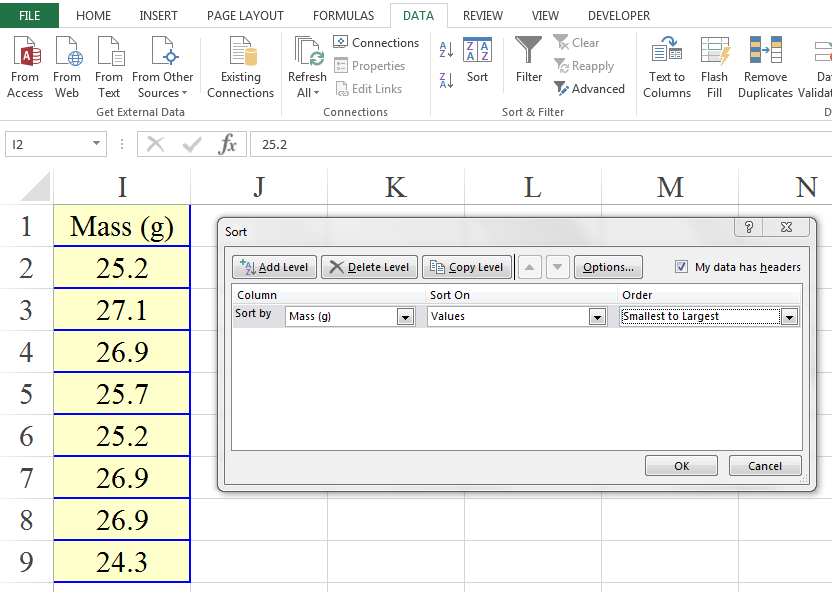 FILE HOME INSERT PAGE LAYOUT FORMULAS DATA REVIEW VIEW DEVELOPER
From Access
From Web
From Text
From Other Sources
Existing Connections
Get External Data
Refresh All
Connections
Properties
Edit Links
Connections
A Z
Z A
Z A A Z
Sort
Filter
Clear
Reapply
Advanced
Sort & Filter
Text to Columns
Flash Fill
Remove Duplicates
Da
Validat
D
I2
fx 25.2
I J K L M N
1 Mass (g)
2 25.2
3 27.1
4 26.9
5 25.7
6 25.2
7 26.9
8 26.9
9 24.3
Sort ?
Add Level Delete Level Copy Level Options... My data has headers
Column Sort On Order
Sort by Mass (g) Values Smallest to Largest
OK Cancel